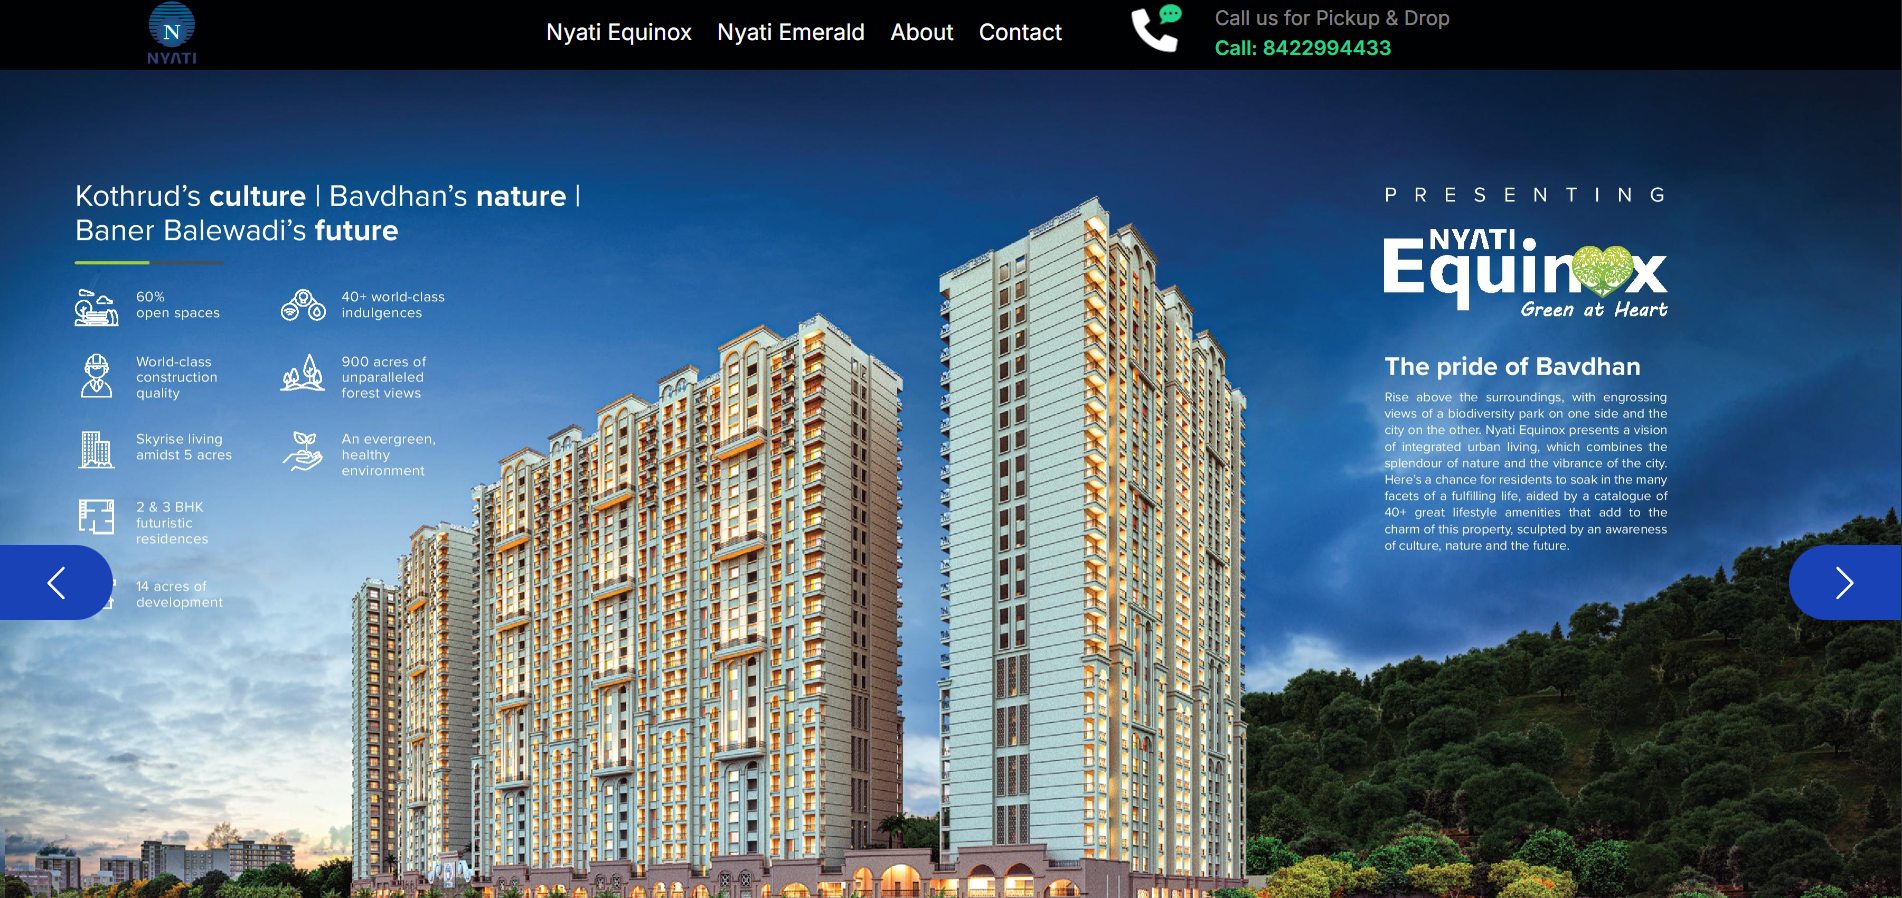 N
NYATI
Nyati Equinox
Nyati Emerald
About
Contact
Call us for Pickup & Drop
Call: 8422994433
Kothrud's culture | Bavdhan's nature |
Baner Balewadi's future
60%
open spaces
40+ world-class
indulgences
World-class
construction
quality
900 acres of
unparalleled
forest views
Skyrise living
amidst 5 acres
An evergreen,
healthy
environment
2 & 3 BHK
futuristic
residences
14 acres of
development
PRESENTING
NYATI
Equinox
Green at Heart
The pride of Bavdhan
Rise above the surroundings, with engrossing
views of a biodiversity park on one side and the
city on the other. Nyati Equinox presents a vision
of integrated urban living, which combines the
splendour of nature and the vibrance of the city.
Here's a chance for residents to soak in the many
facets of a fulfilling life, aided by a catalogue of
40+ great lifestyle amenities that add to the
charm of this property, sculpted by an awareness
of culture, nature and the future.